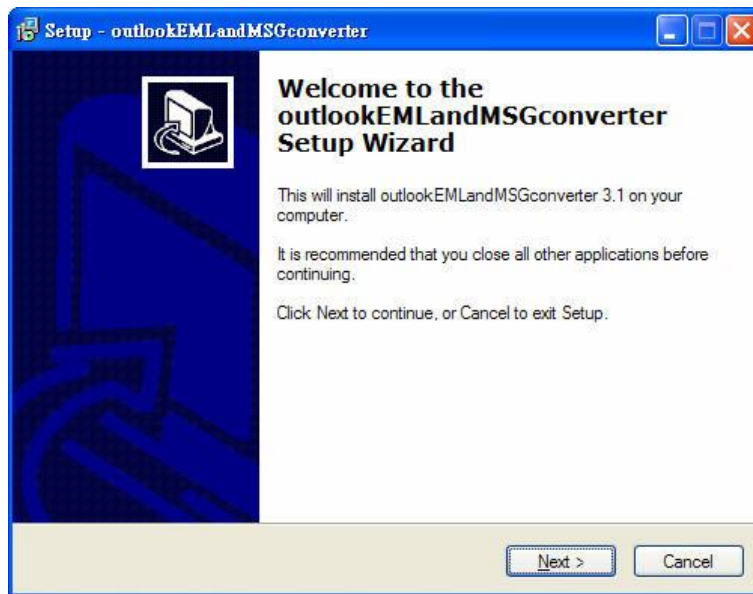 Setup - outlookEMLandMSGconverter
Welcome to the
outlookEMLandMSGconverter
Setup Wizard
This will install outlookEMLandMSGconverter 3.1 on your
computer.
It is recommended that you close all other applications before
continuing.
Click Next to continue, or Cancel to exit Setup.
Next >
Cancel